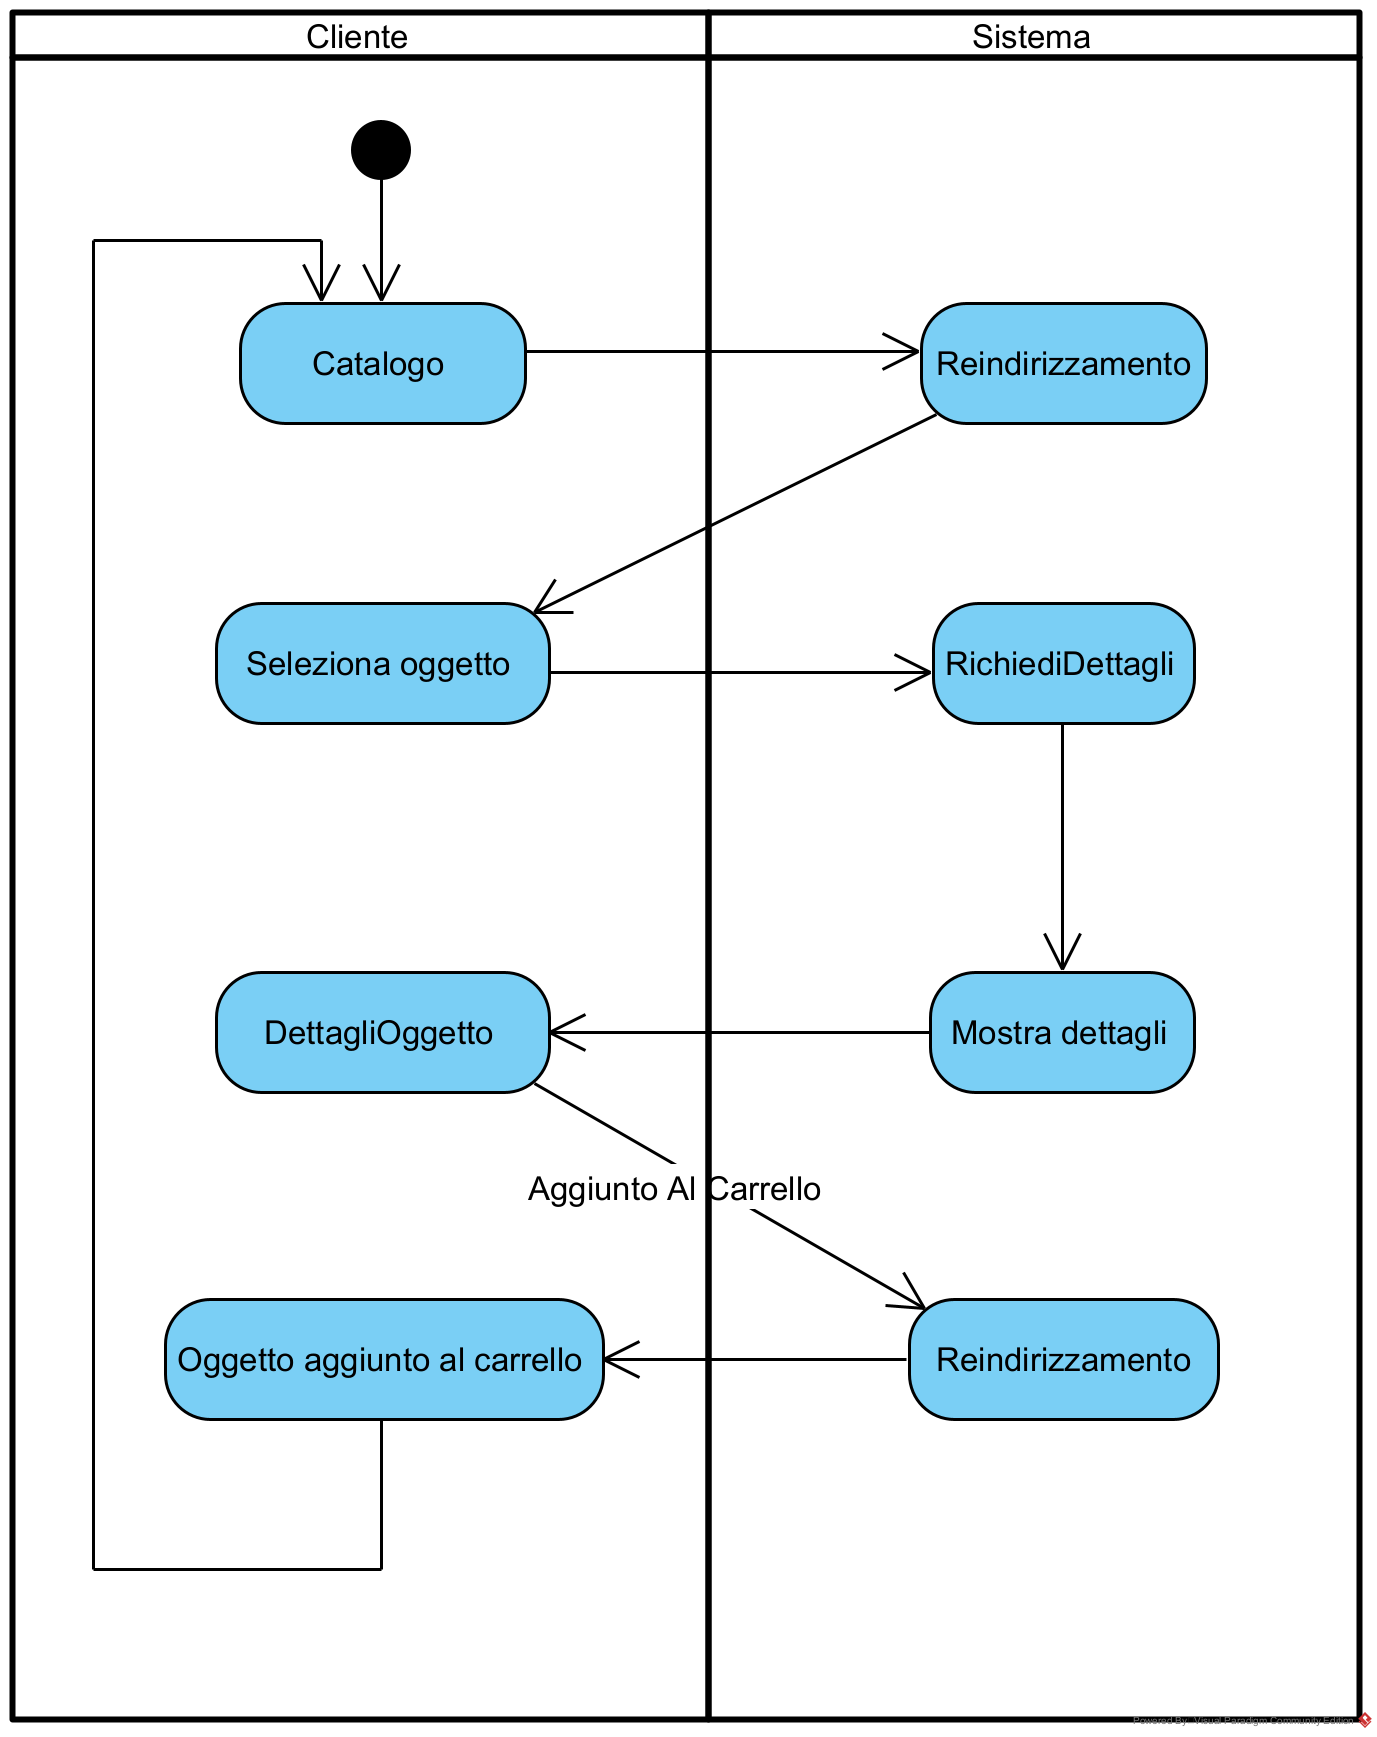 Cliente
Sistema
Catalogo
Reindirizzamento
Seleziona oggetto
RichiediDettagli
DettagliOggetto
Mostra dettagli
Aggiunto Al Carrello
Oggetto aggiunto al carrello
Reindirizzamento
Powered By Visual Paradigm Community Edition